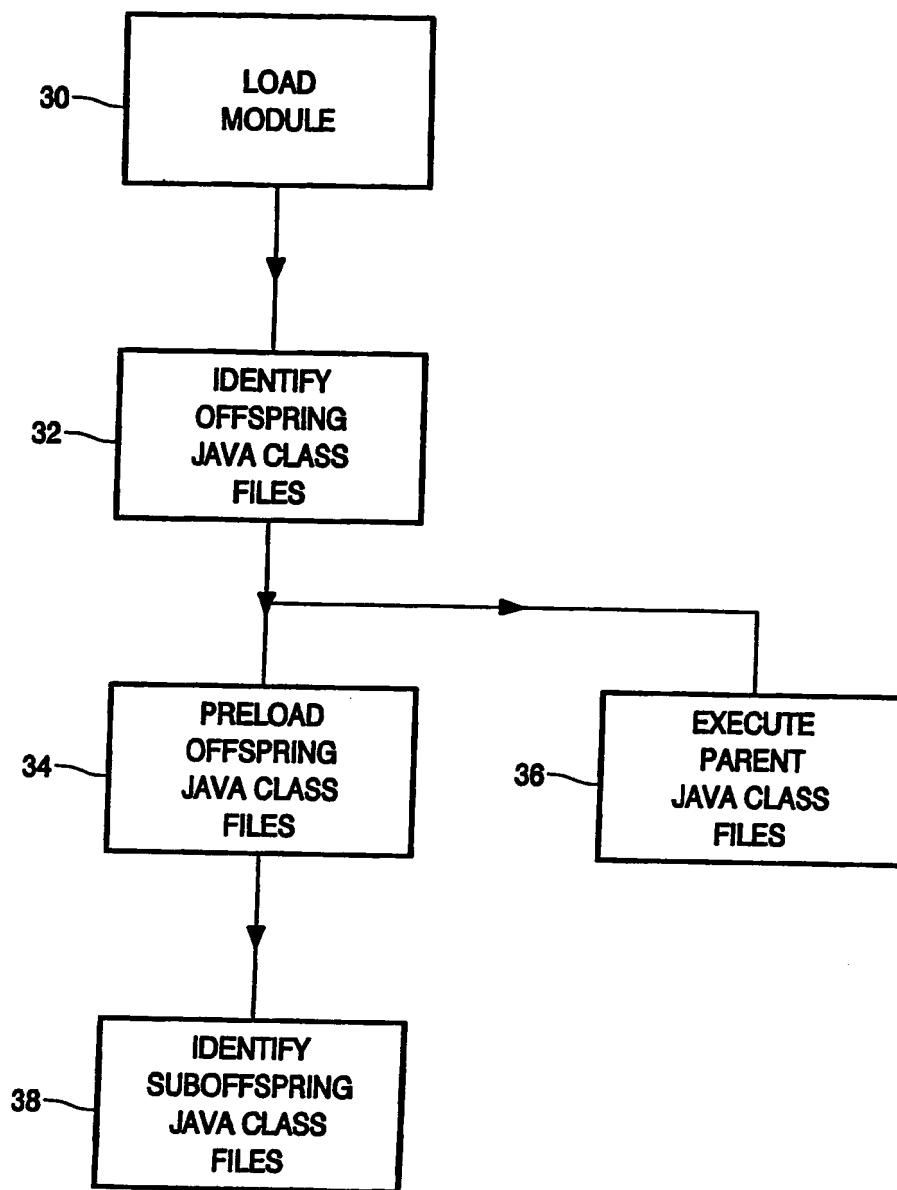 30
LOAD
MODULE
32
IDENTIFY
OFFSPRING
JAVA CLASS
FILES
34
PRELOAD
OFFSPRING
JAVA CLASS
FILES
36
EXECUTE
PARENT
JAVA CLASS
FILES
38
IDENTIFY
SUBOFFSPRING
JAVA CLASS
FILES